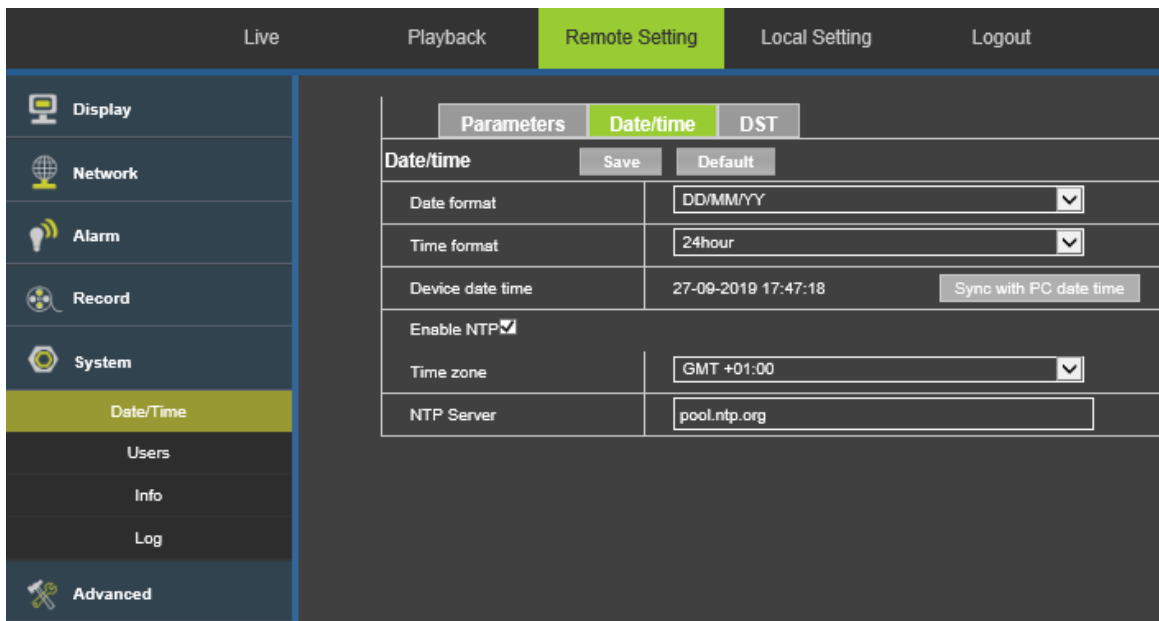 Live Playback Remote Setting Local Setting Logout
Display
Network
Alarm
Record
System
Date/Time
Users
Info
Log
Advanced
Parameters Date/time DST
Date/time Save Default
Date format DD/MM/YY
Time format 24hour
Device date time 27-09-2019 17:47:18 Sync with PC date time
Enable NTP
Time zone GMT +01:00
NTP Server pool.ntp.org